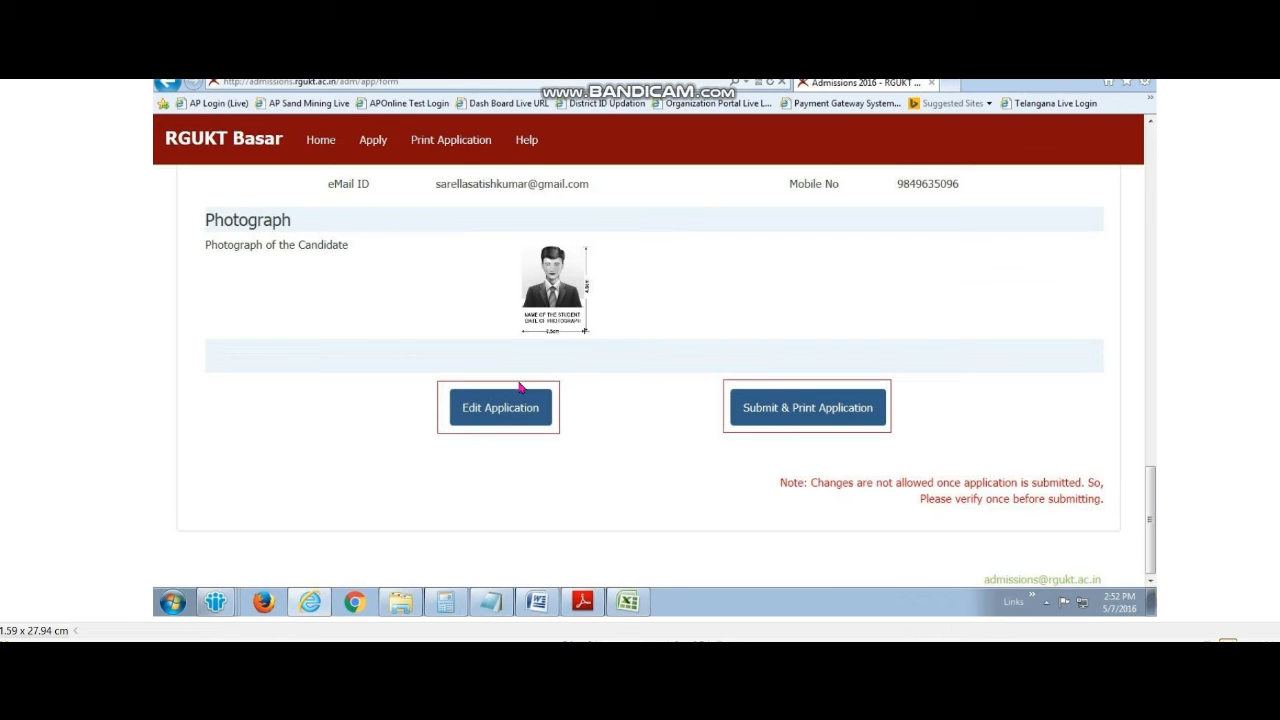 http://admissions.rgukt.ac.in/adm/app/form
Admissions 2016 - RGUKT ...
www.BANDICAM.com
AP Login (Live) AP Sand Mining Live APOnline Test Login Dash Board Live URL District ID Updation Organization Portal Live L... Payment Gateway System... Suggested Sites Telangana Live Login
RGUKT Basar Home Apply Print Application Help
eMail ID sarellasatishkumar@gmail.com Mobile No 9849635096
Photograph
Photograph of the Candidate
NAME OF THE STUDENT
DATE OF PHOTOGRAPH
Edit Application Submit & Print Application
Note: Changes are not allowed once application is submitted. So,
Please verify once before submitting.
admissions@rgukt.ac.in
Links
2:52 PM
5/7/2016
1.59 x 27.94 cm